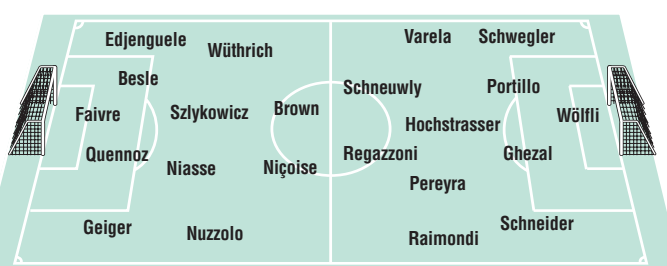 Edjenguele
Wüthrich
Besle
Faivre
Szlykowicz
Brown
Quennoz
Niasse
Niçoise
Geiger
Nuzzolo
Varela
Schwegler
Schneuwly
Portillo
Hochstrasser
Wölfli
Regazzoni
Ghezal
Pereyra
Schneider
Raimondi